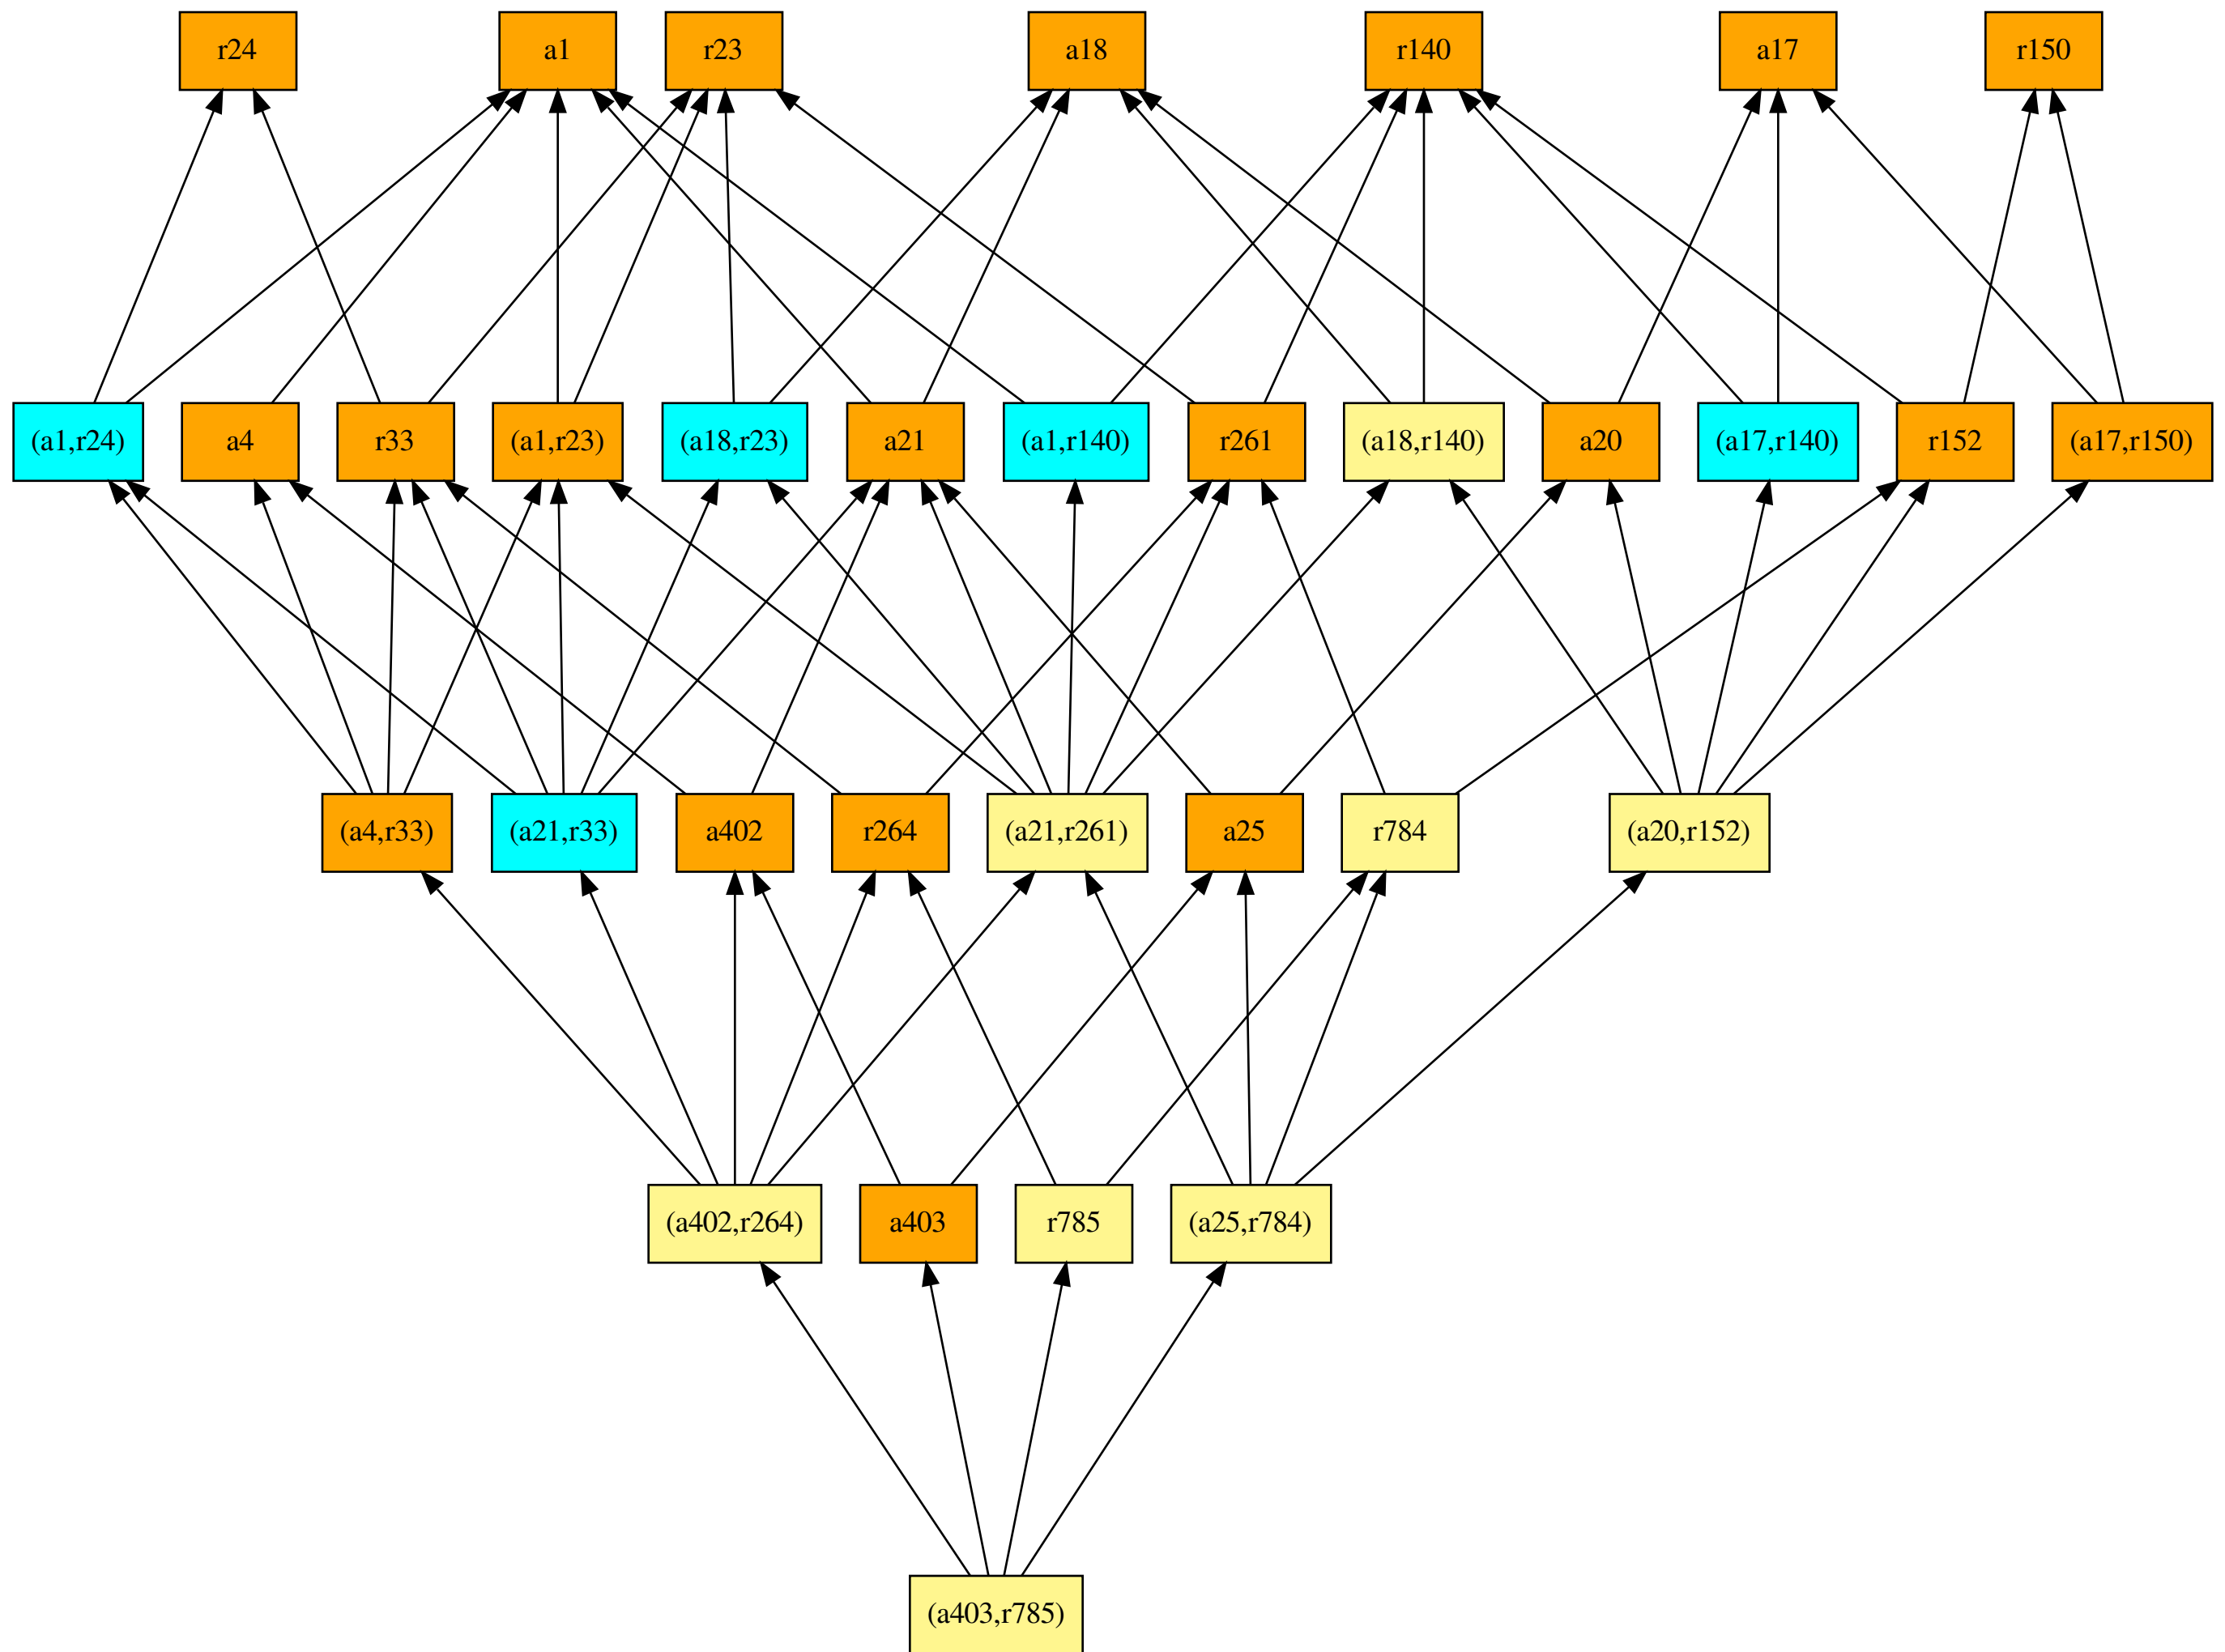 r24
a1
r23
a18
r140
a17
r150
(a1,r24)
a4
r33
(a1,r23)
(a18,r23)
a21
(a1,r140)
r261
(a18,r140)
a20
(a17,r140)
r152
(a17,r150)
(a4,r33)
(a21,r33)
a402
r264
(a21,r261)
a25
r784
(a20,r152)
(a402,r264)
a403
r785
(a25,r784)
(a403,r785)